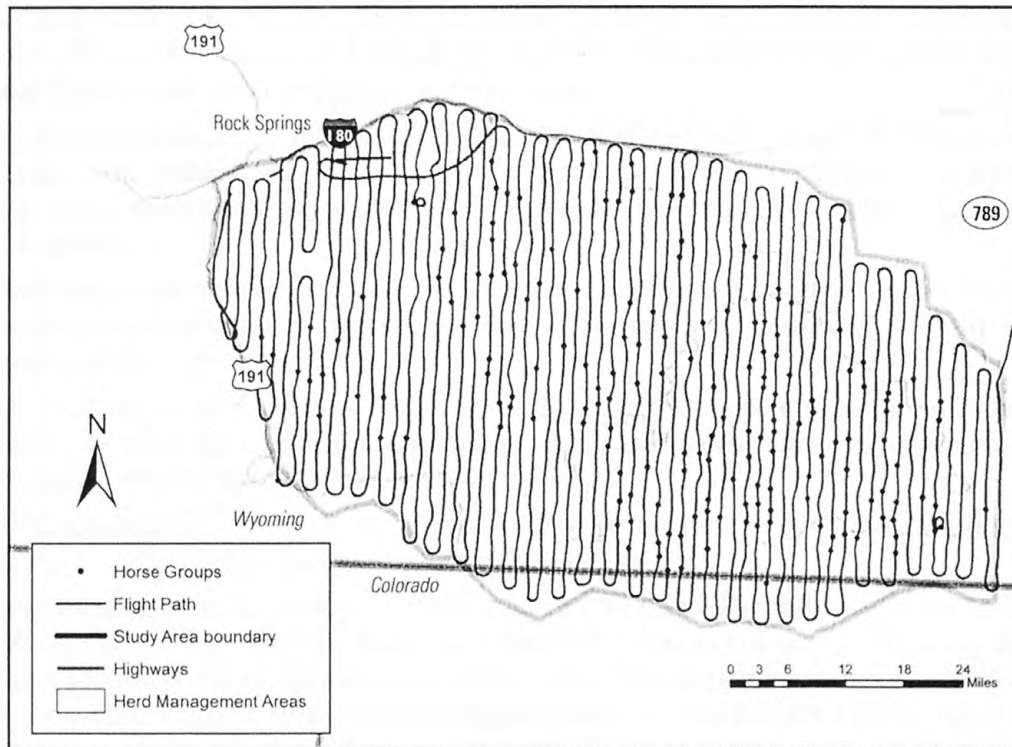 191
Rock Springs
I 80
789
191
N
Wyoming
Colorado
Horse Groups
Flight Path
Study Area boundary
Highways
Herd Management Areas
0 3 6 12 18 24
Miles